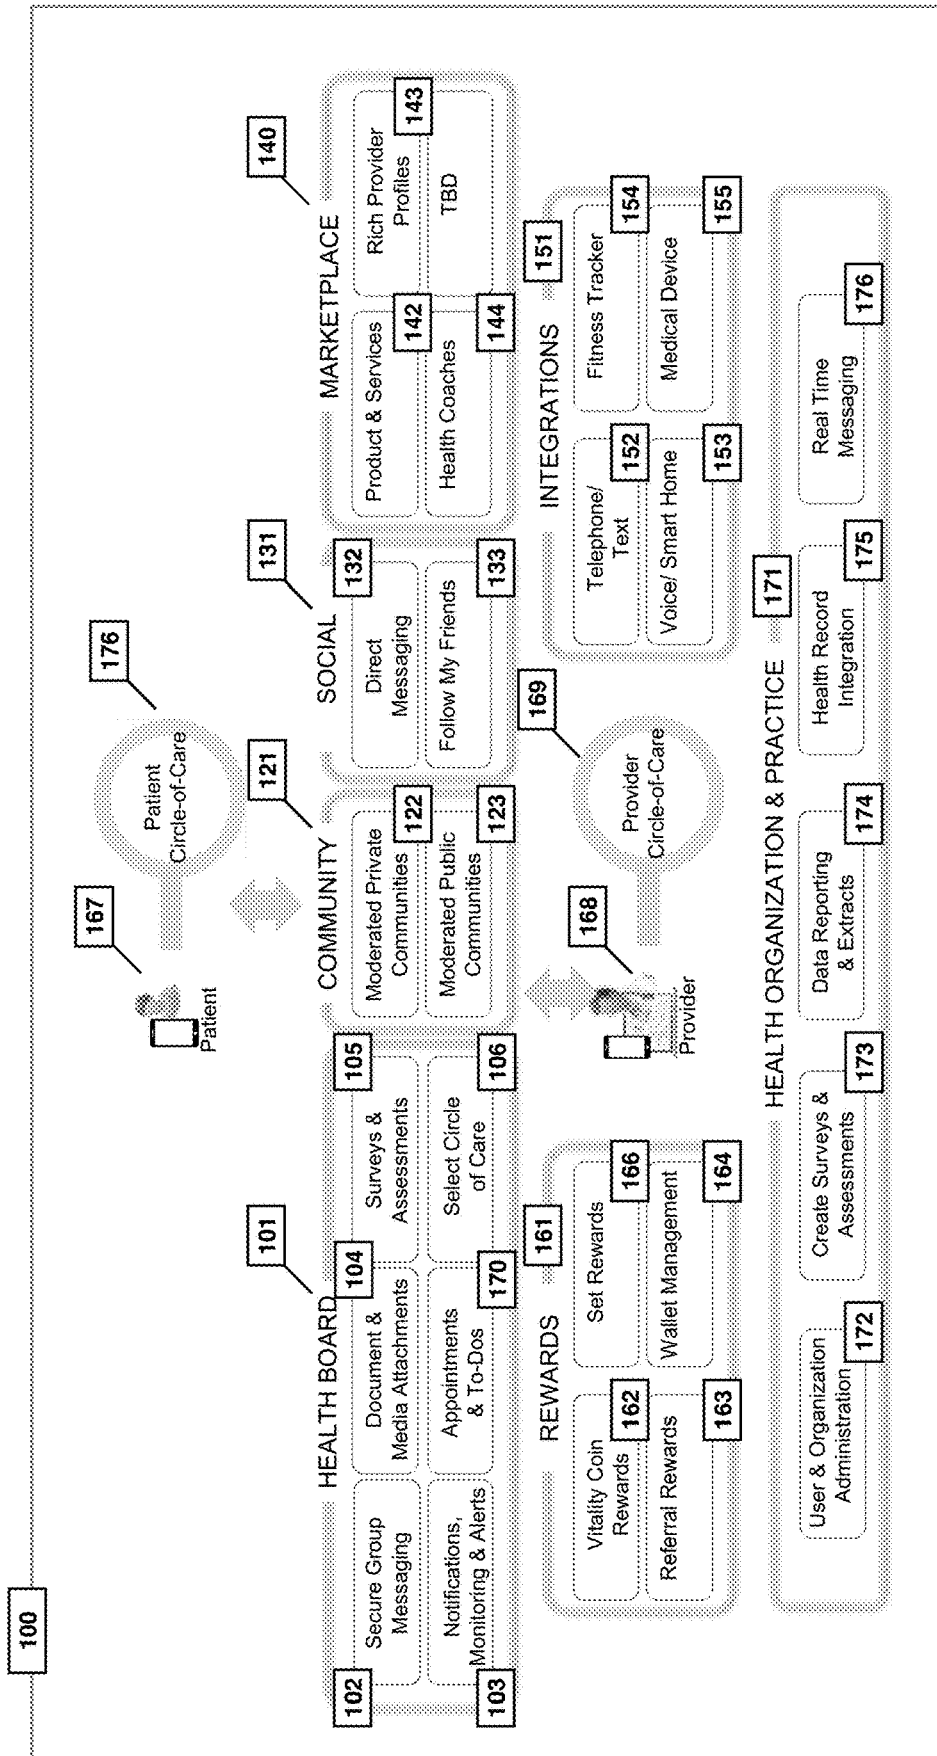 100
176
Patient
Circle-of-Care
167
Patient
101
HEALTH BOARD
102
Secure Group
Messaging
104
Document &
Media Attachments
105
Surveys &
Assessments
103
Notifications,
Monitoring & Alerts
170
Appointments
& To-Dos
106
Select Circle
of Care
121
COMMUNITY
122
Moderated Private
Communities
123
Moderated Public
Communities
131
SOCIAL
132
Direct
Messaging
133
Follow My Friends
140
MARKETPLACE
142
Product & Services
143
Rich Provider
Profiles
144
Health Coaches
TBD
161
REWARDS
162
Vitality Coin
Rewards
166
Set Rewards
163
Referral Rewards
164
Wallet Management
168
Provider
169
Provider
Circle-of-Care
151
INTEGRATIONS
152
Telephone/
Text
154
Fitness Tracker
153
Voice/ Smart Home
155
Medical Device
171
HEALTH ORGANIZATION & PRACTICE
172
User & Organization
Administration
173
Create Surveys &
Assessments
174
Data Reporting
& Extracts
175
Health Record
Integration
176
Real Time
Messaging